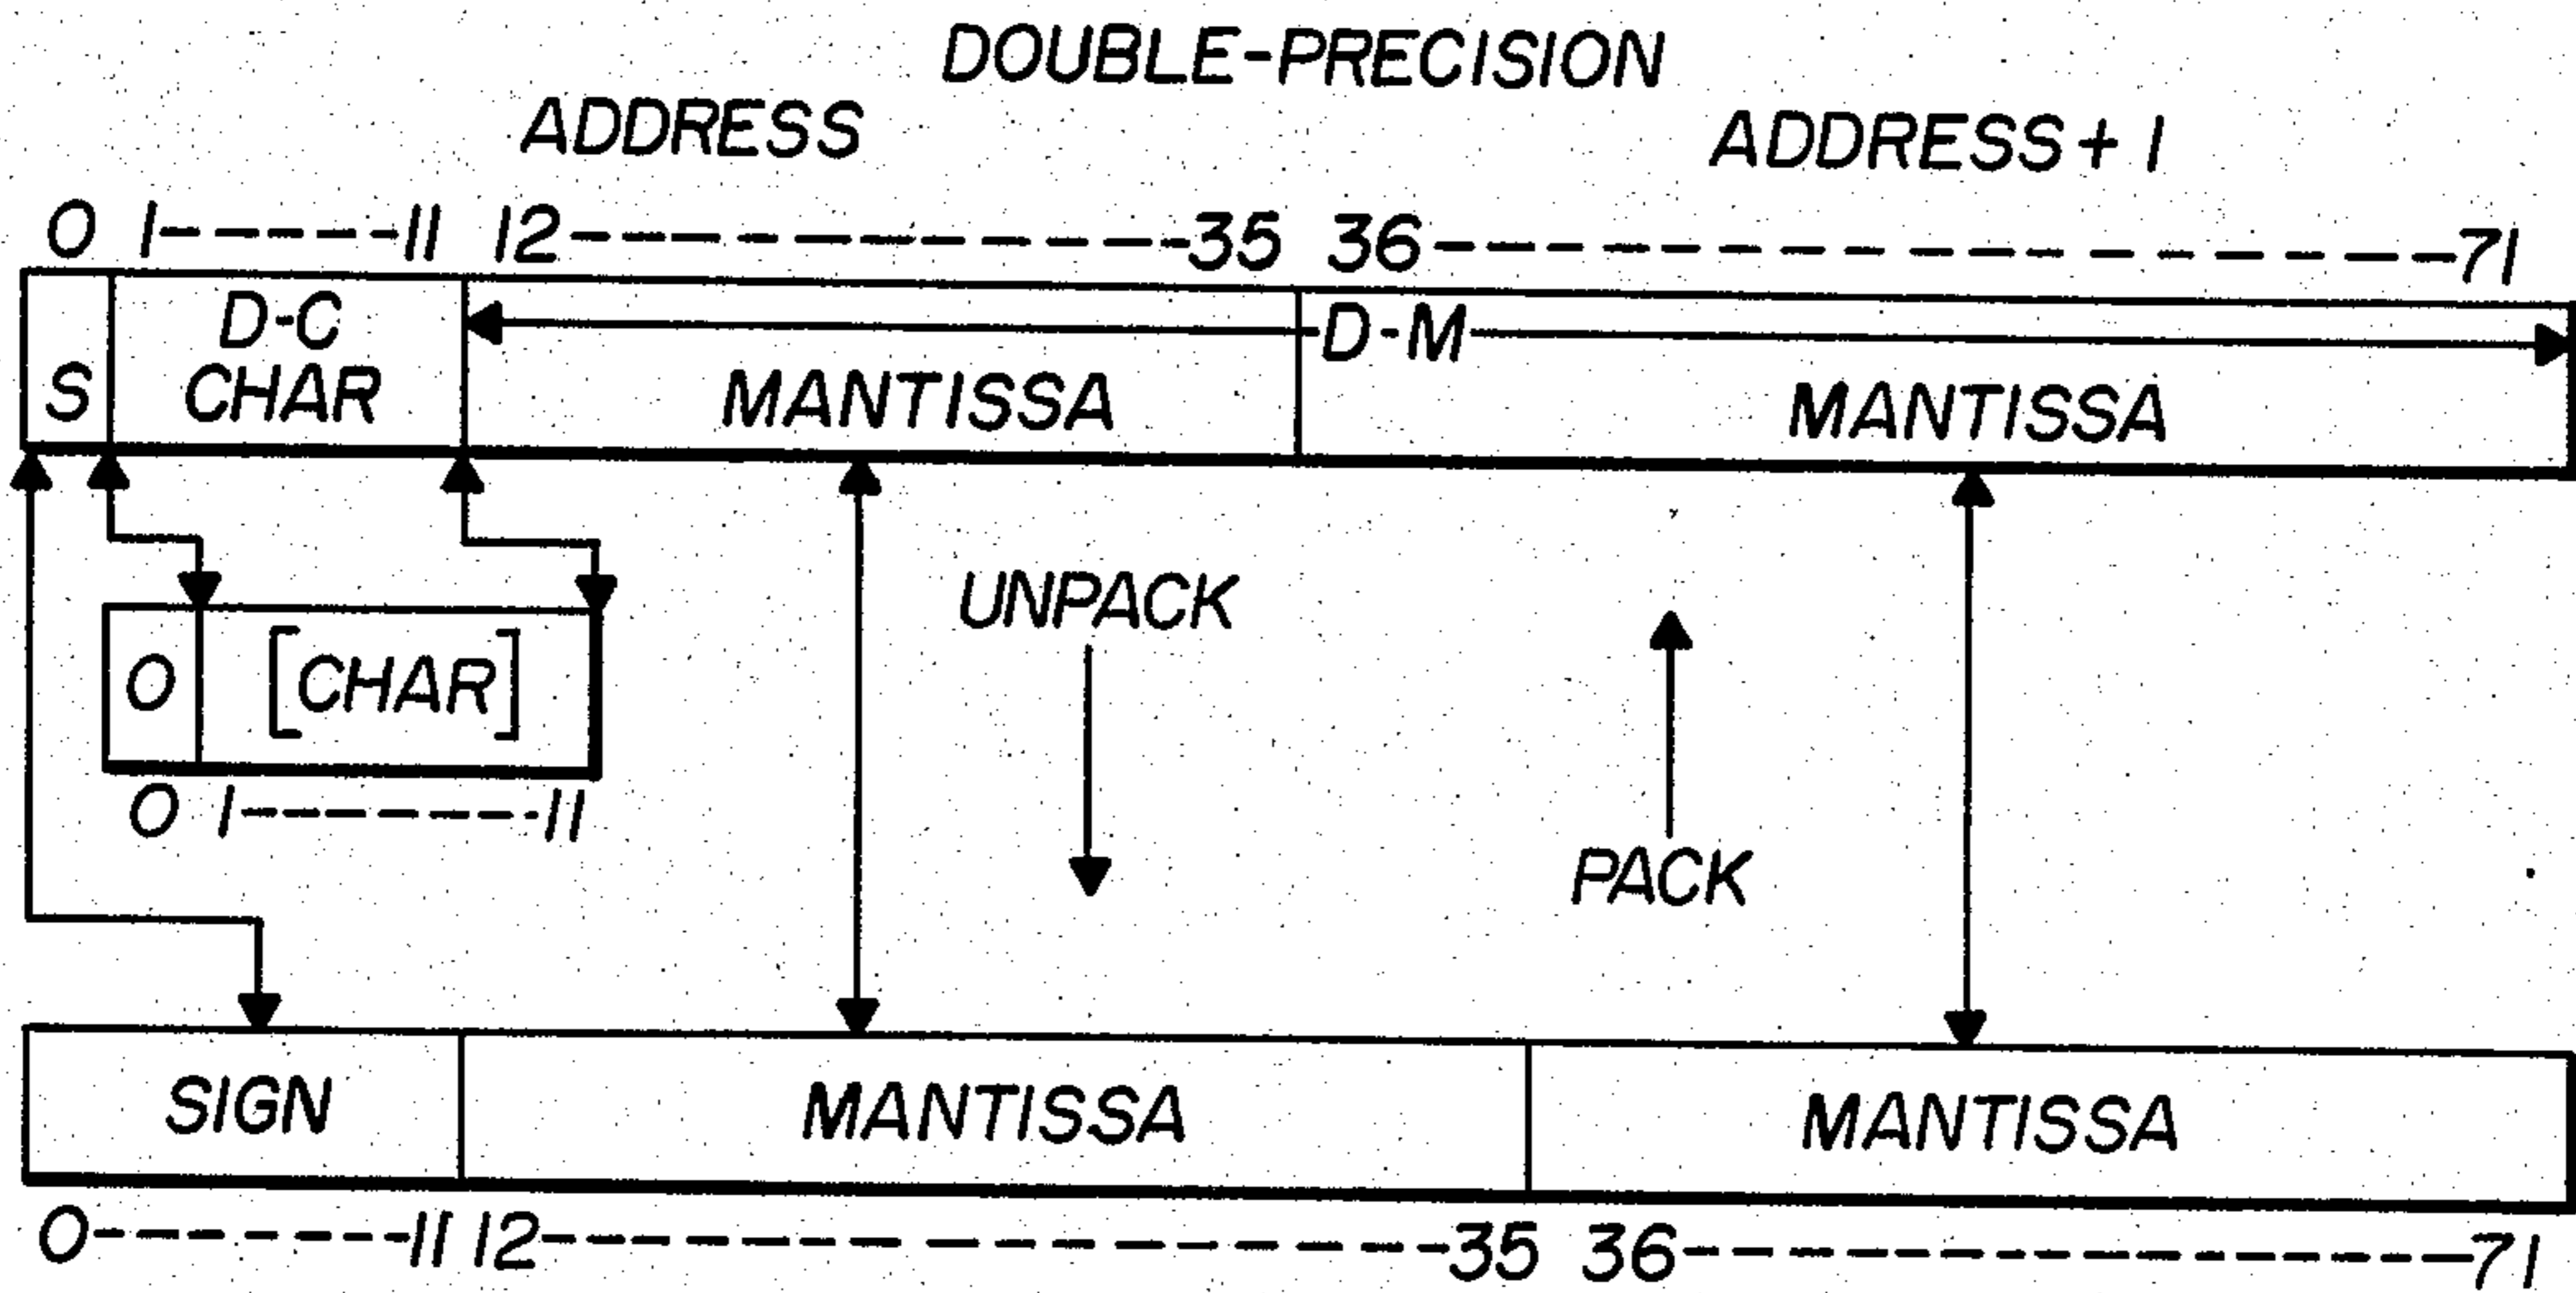 DOUBLE-PRECISION
ADDRESS ADDRESS + 1
0 1-------11 12-----------35 36---------------71
D-C D-M
S CHAR MANTISSA MANTISSA
UNPACK
0 [CHAR]
0 1---------11
PACK
SIGN MANTISSA MANTISSA
0-------11 12---------------35 36-------------71